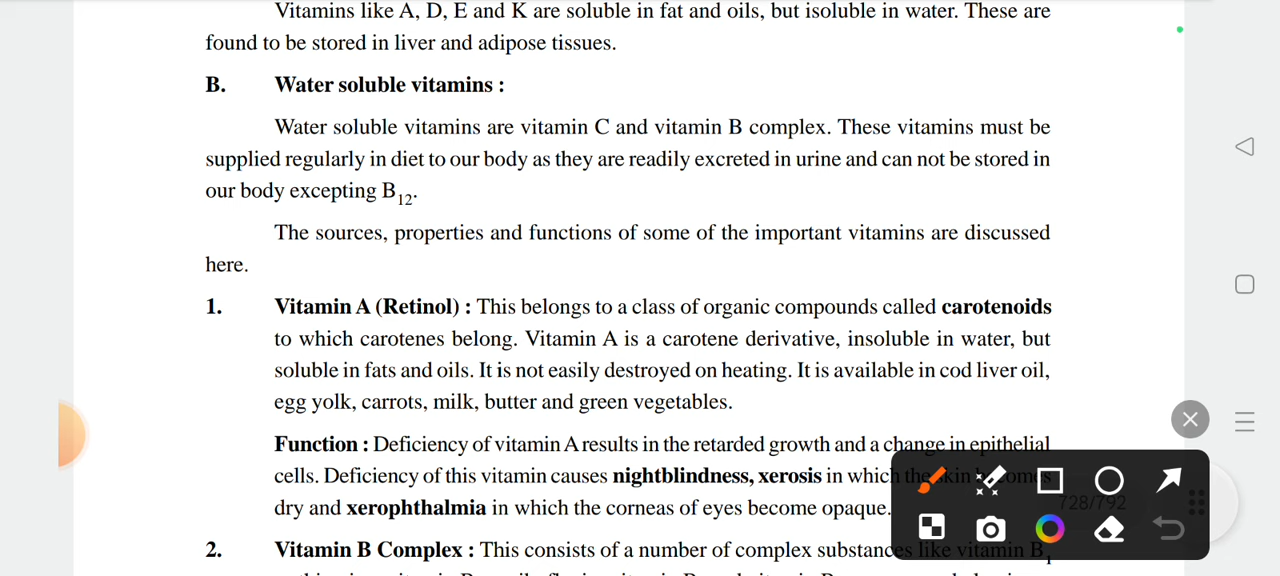 Vitamins like A, D, E and K are soluble in fat and oils, but isoluble in water. These are
found to be stored in liver and adipose tissues.
B. Water soluble vitamins :
Water soluble vitamins are vitamin C and vitamin B complex. These vitamins must be
supplied regularly in diet to our body as they are readily excreted in urine and can not be stored in
our body excepting B12.
The sources, properties and functions of some of the important vitamins are discussed
here.
1. Vitamin A (Retinol) : This belongs to a class of organic compounds called carotenoids
to which carotenes belong. Vitamin A is a carotene derivative, insoluble in water, but
soluble in fats and oils. It is not easily destroyed on heating. It is available in cod liver oil,
egg yolk, carrots, milk, butter and green vegetables.
Function : Deficiency of vitamin A results in the retarded growth and a change in epithelial
cells. Deficiency of this vitamin causes nightblindness, xerosis in which the skin becomes
dry and xerophthalmia in which the corneas of eyes become opaque.
728/792
2. Vitamin B Complex : This consists of a number of complex substances like vitamin B1